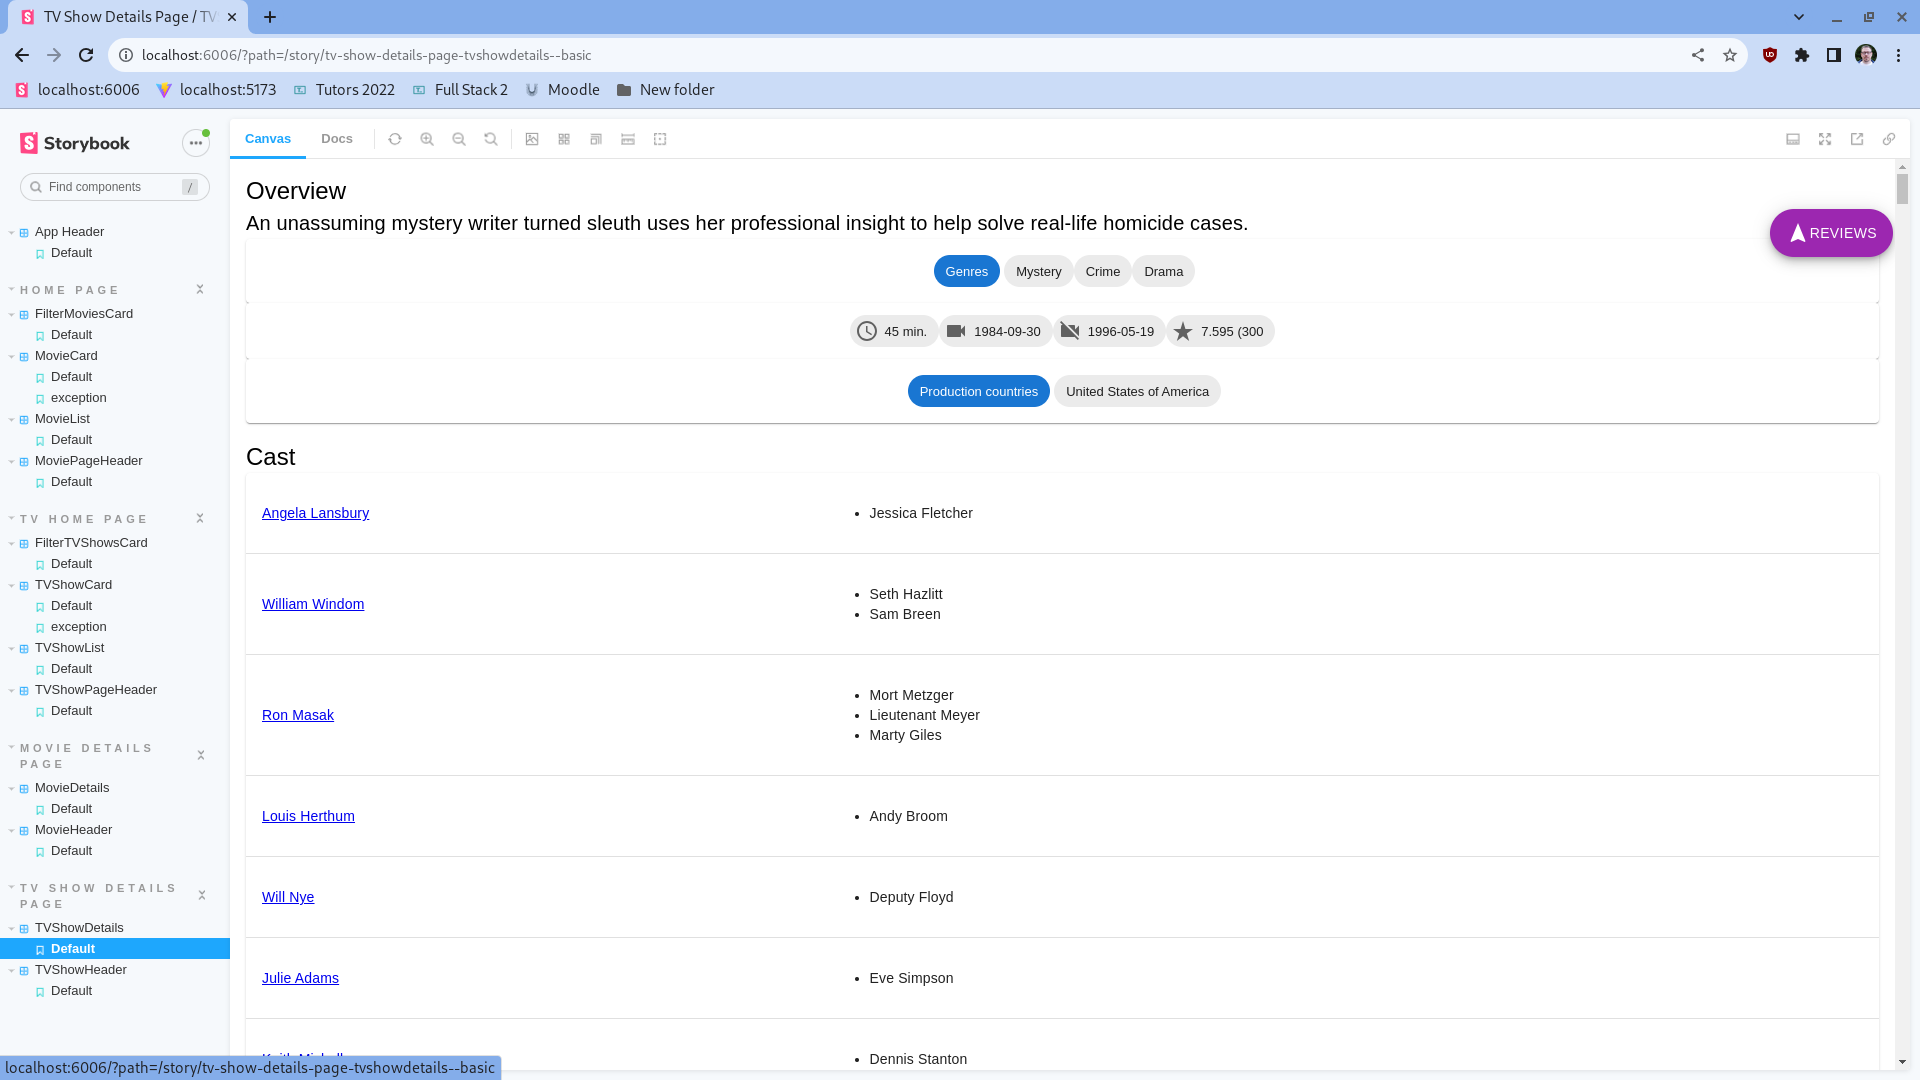 TV Show Details Page / TV
localhost:6006/?path=/story/tv-show-details-page-tvshowdetails--basic
localhost:6006
localhost:5173
Tutors 2022
Full Stack 2
Moodle
New folder
Storybook
Find components
/
App Header
Default
HOME PAGE
FilterMoviesCard
Default
MovieCard
Default
exception
MovieList
Default
MoviePageHeader
Default
TV HOME PAGE
FilterTVShowsCard
Default
TVShowCard
Default
exception
TVShowList
Default
TVShowPageHeader
Default
MOVIE DETAILS
PAGE
MovieDetails
Default
MovieHeader
Default
TV SHOW DETAILS
PAGE
TVShowDetails
Default
TVShowHeader
Default
Canvas
Docs
Overview
An unassuming mystery writer turned sleuth uses her professional insight to help solve real-life homicide cases.
REVIEWS
Genres Mystery Crime Drama
45 min. 1984-09-30 1996-05-19 7.595 (300
Production countries United States of America
Cast
Angela Lansbury
Jessica Fletcher
William Windom
Seth Hazlitt
Sam Breen
Ron Masak
Mort Metzger
Lieutenant Meyer
Marty Giles
Louis Herthum
Andy Broom
Will Nye
Deputy Floyd
Julie Adams
Eve Simpson
Dennis Stanton
localhost:6006/?path=/story/tv-show-details-page-tvshowdetails--basic